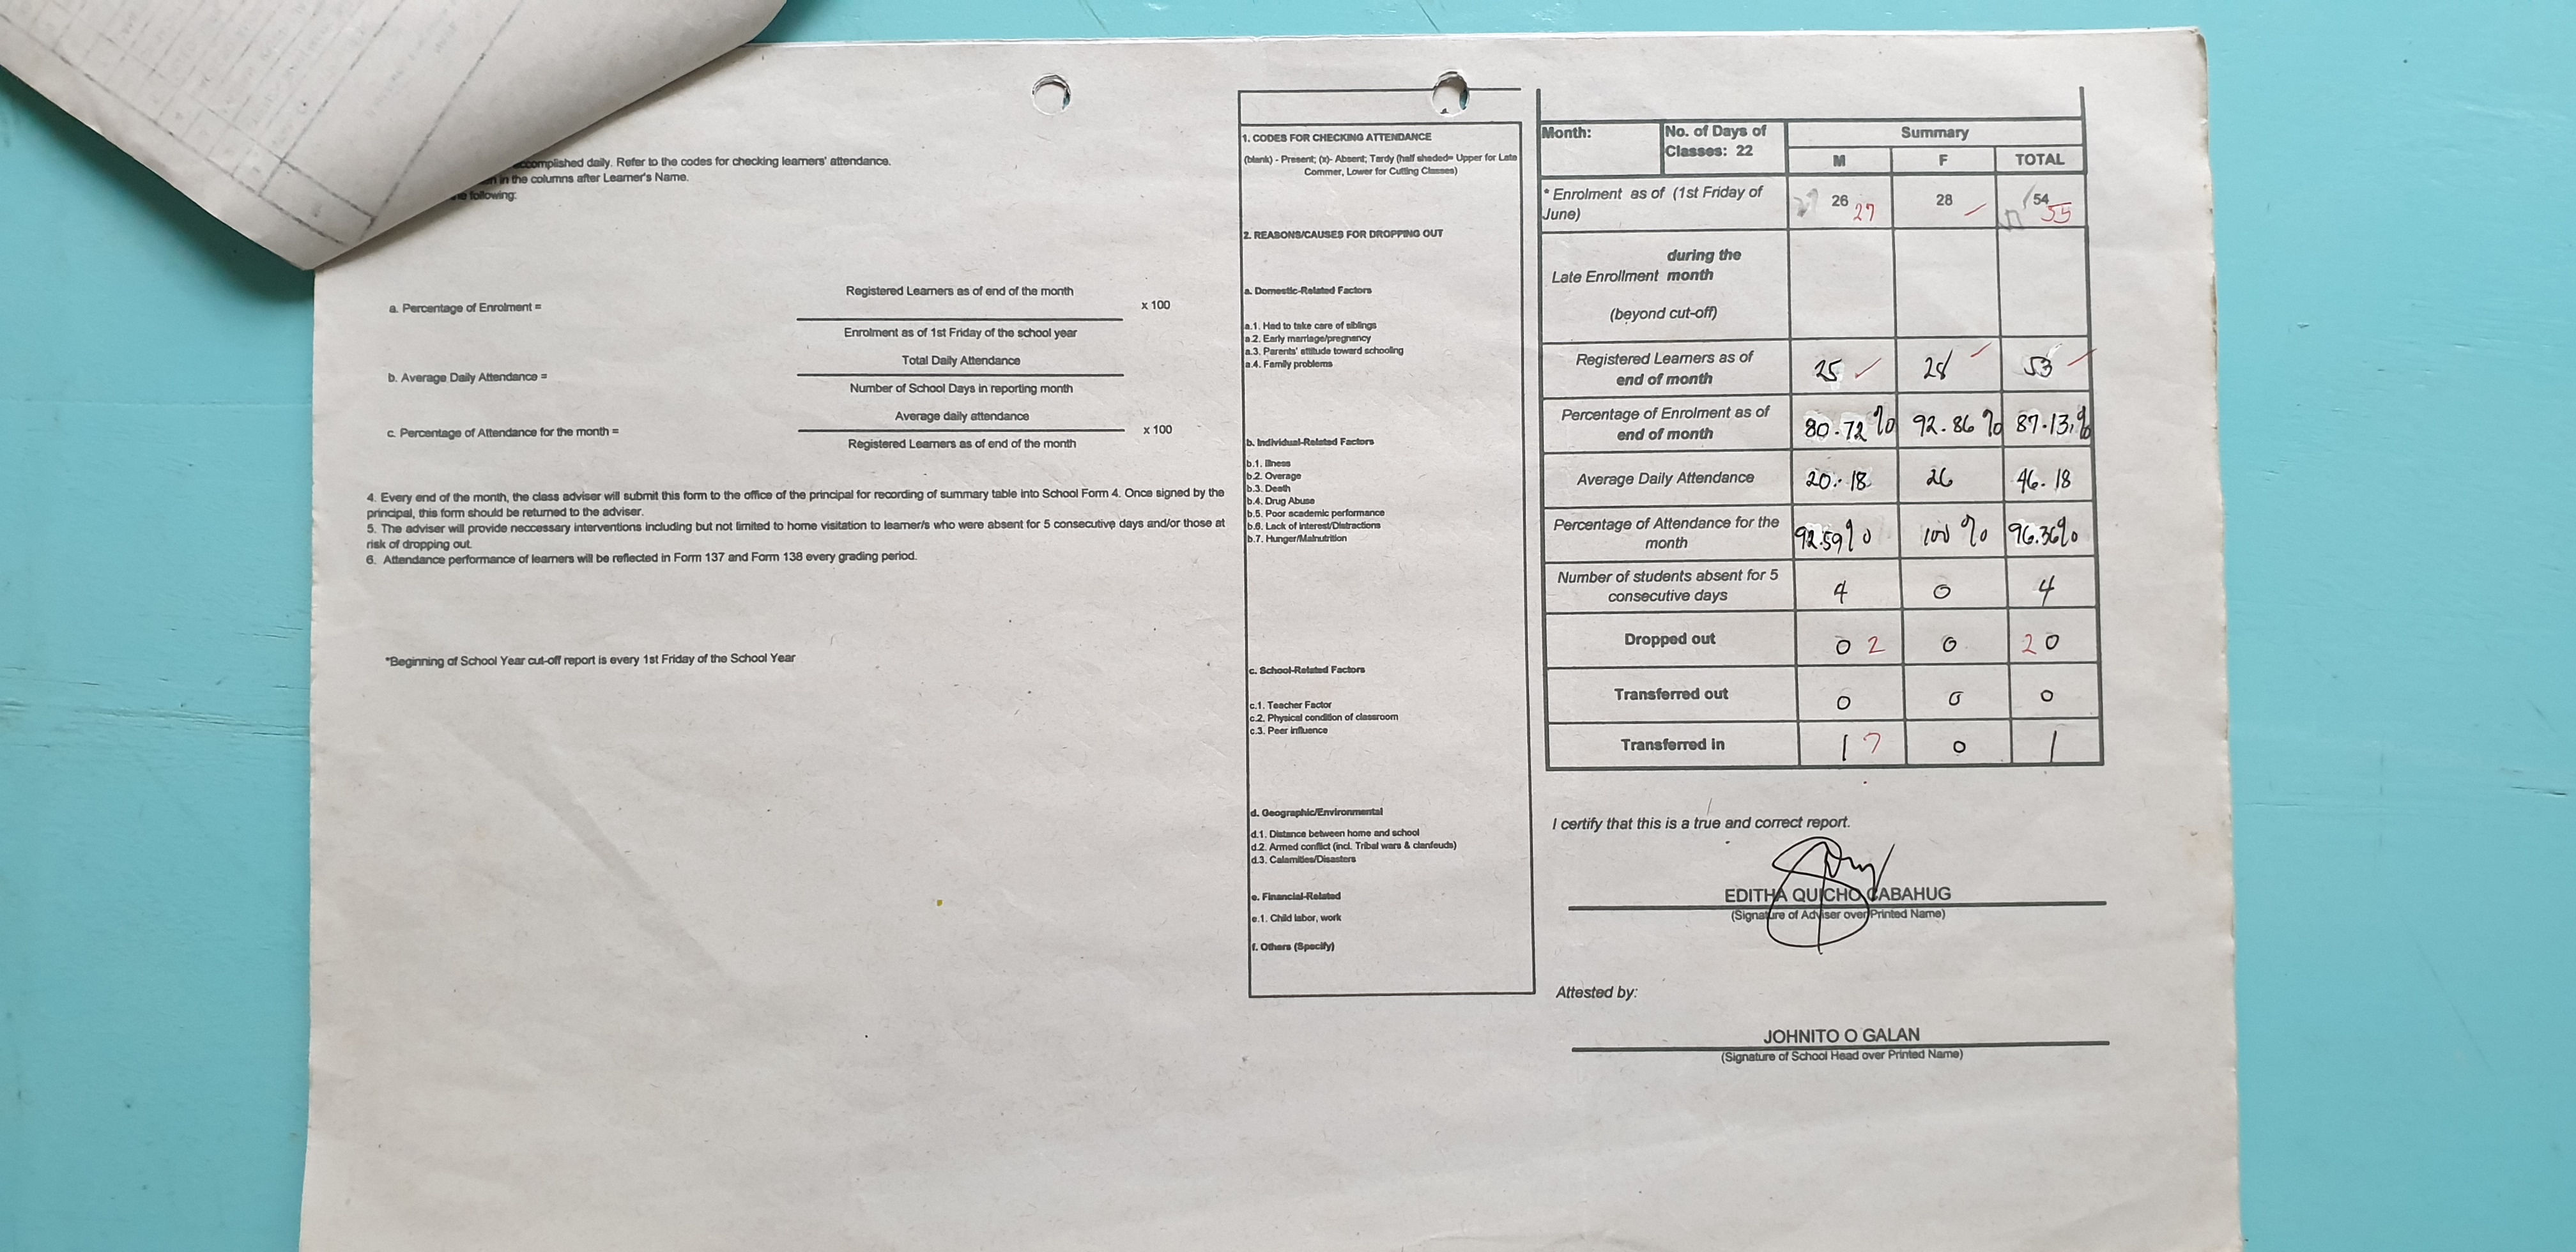 accomplished daily. Refer to the codes for checking learners' attendance.
in the columns after Learner's Name.
following:
a. Percentage of Enrolment =
Registered Learners as of end of the month
x 100
Enrolment as of 1st Friday of the school year
b. Average Daily Attendance =
Total Daily Attendance
Number of School Days in reporting month
c. Percentage of Attendance for the month =
Average daily attendance
x 100
Registered Learners as of end of the month
4. Every end of the month, the class adviser will submit this form to the office of the principal for recording of summary table into School Form 4. Once signed by the
principal, this form should be returned to the adviser.
5. The adviser will provide neccessary interventions including but not limited to home visitation to learner/s who were absent for 5 consecutive days and/or those at
risk of dropping out.
6. Attendance performance of learners will be reflected in Form 137 and Form 138 every grading period.
*Beginning of School Year cut-off report is every 1st Friday of the School Year
1. CODES FOR CHECKING ATTENDANCE
(blank) - Present; (x)- Absent; Tardy (half shaded= Upper for Late
Commer, Lower for Cutting Classes)
2. REASONS/CAUSES FOR DROPPING OUT
a. Domestic-Related Factors
a.1. Had to take care of siblings
a.2. Early marriage/pregnancy
a.3. Parents' attitude toward schooling
a.4. Family problems
b. Individual-Related Factors
b.1. Illness
b.2. Overage
b.3. Death
b.4. Drug Abuse
b.5. Poor academic performance
b.6. Lack of interest/Distractions
b.7. Hunger/Malnutrition
c. School-Related Factors
c.1. Teacher Factor
c.2. Physical condition of classroom
c.3. Peer influence
d. Geographic/Environmental
d.1. Distance between home and school
d.2. Armed conflict (incl. Tribal wars & clanfeuds)
d.3. Calamities/Disasters
e. Financial-Related
e.1. Child labor, work
f. Others (Specify)
Month:
No. of Days of
Classes: 22
Summary
M F TOTAL
* Enrolment as of (1st Friday of
June)
26 27 28 54 55
during the
Late Enrollment month
(beyond cut-off)
Registered Learners as of
end of month
25 28 53
Percentage of Enrolment as of
end of month
80.72% 92.86% 87.13%
Average Daily Attendance
20.18 26 46.18
Percentage of Attendance for the
month
92.59% 100% 96.36%
Number of students absent for 5
consecutive days
4 0 4
Dropped out 0 2 0 2 0
Transferred out 0 0 0
Transferred in 1 ? 0 1
I certify that this is a true and correct report.
EDITHA QUICHO CABAHUG
(Signature of Adviser over Printed Name)
Attested by:
JOHNITO O GALAN
(Signature of School Head over Printed Name)